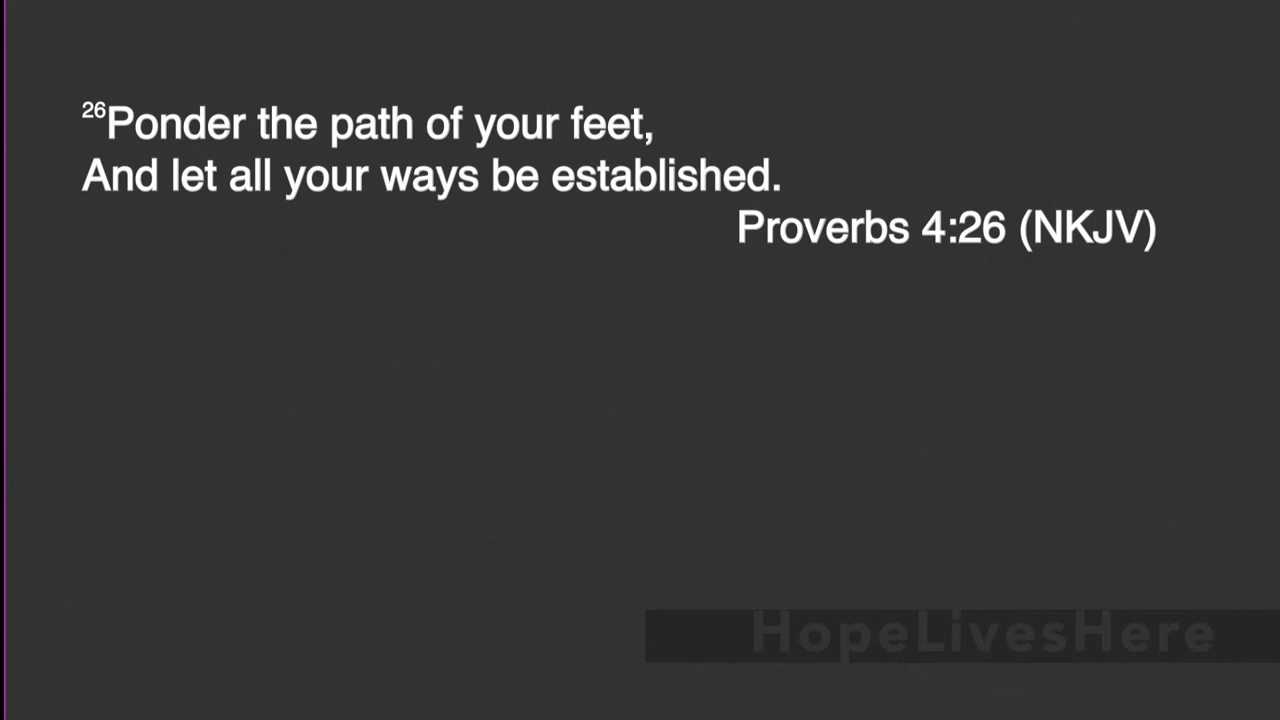 26Ponder the path of your feet,
And let all your ways be established.
Proverbs 4:26 (NKJV)
HopeLivesHere